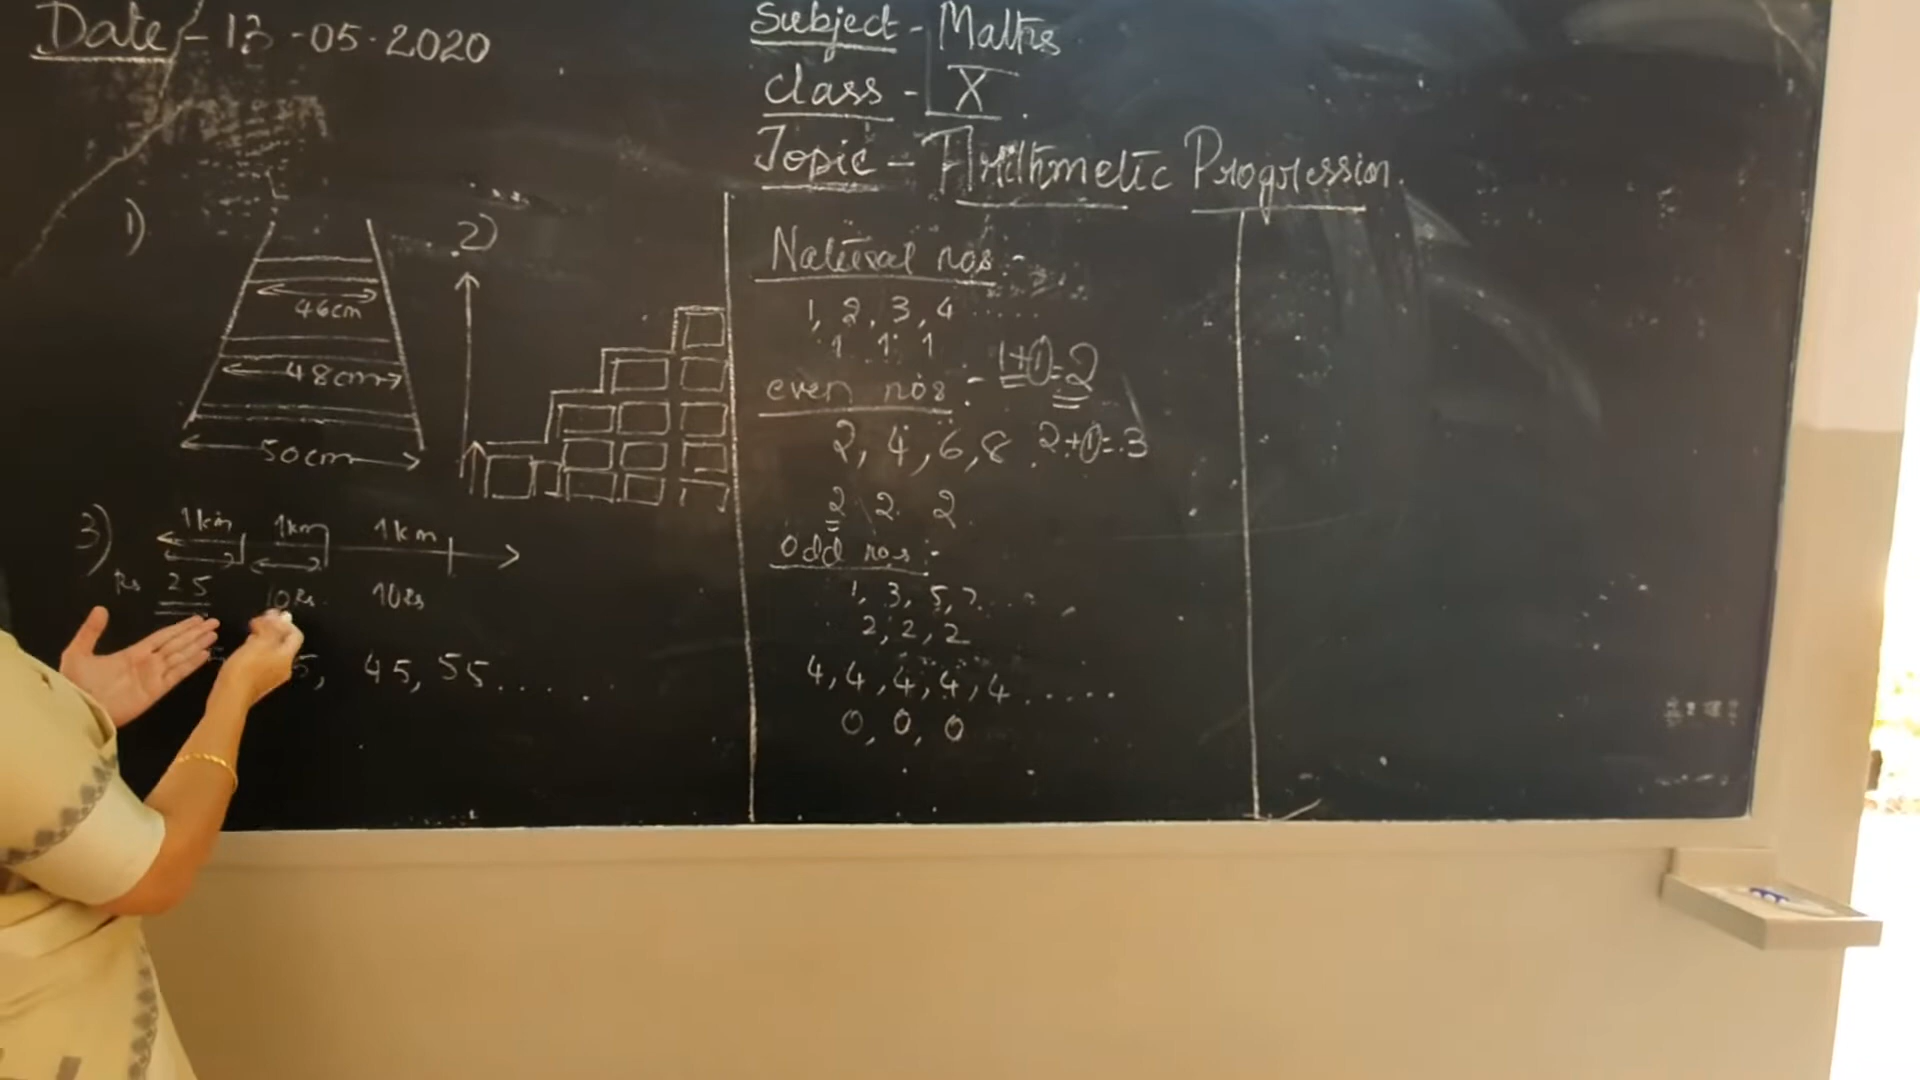 Date - 13-05-2020
Subject - Maths
Class - X
Topic - Arithmetic Progression.
1)
46cm
48cm
50cm
2)
3)
1km 1km 1km
Rs 25 10Rs. 10Rs
5, 45, 55.......
Natural nos:-
1, 2, 3, 4 .....
1 1 1
1+1=2
even nos:-
2, 4, 6, 8
2+1=3
2 2 2
Odd nos:-
1, 3, 5, 7....
2, 2, 2
4, 4, 4, 4, 4......
0, 0, 0